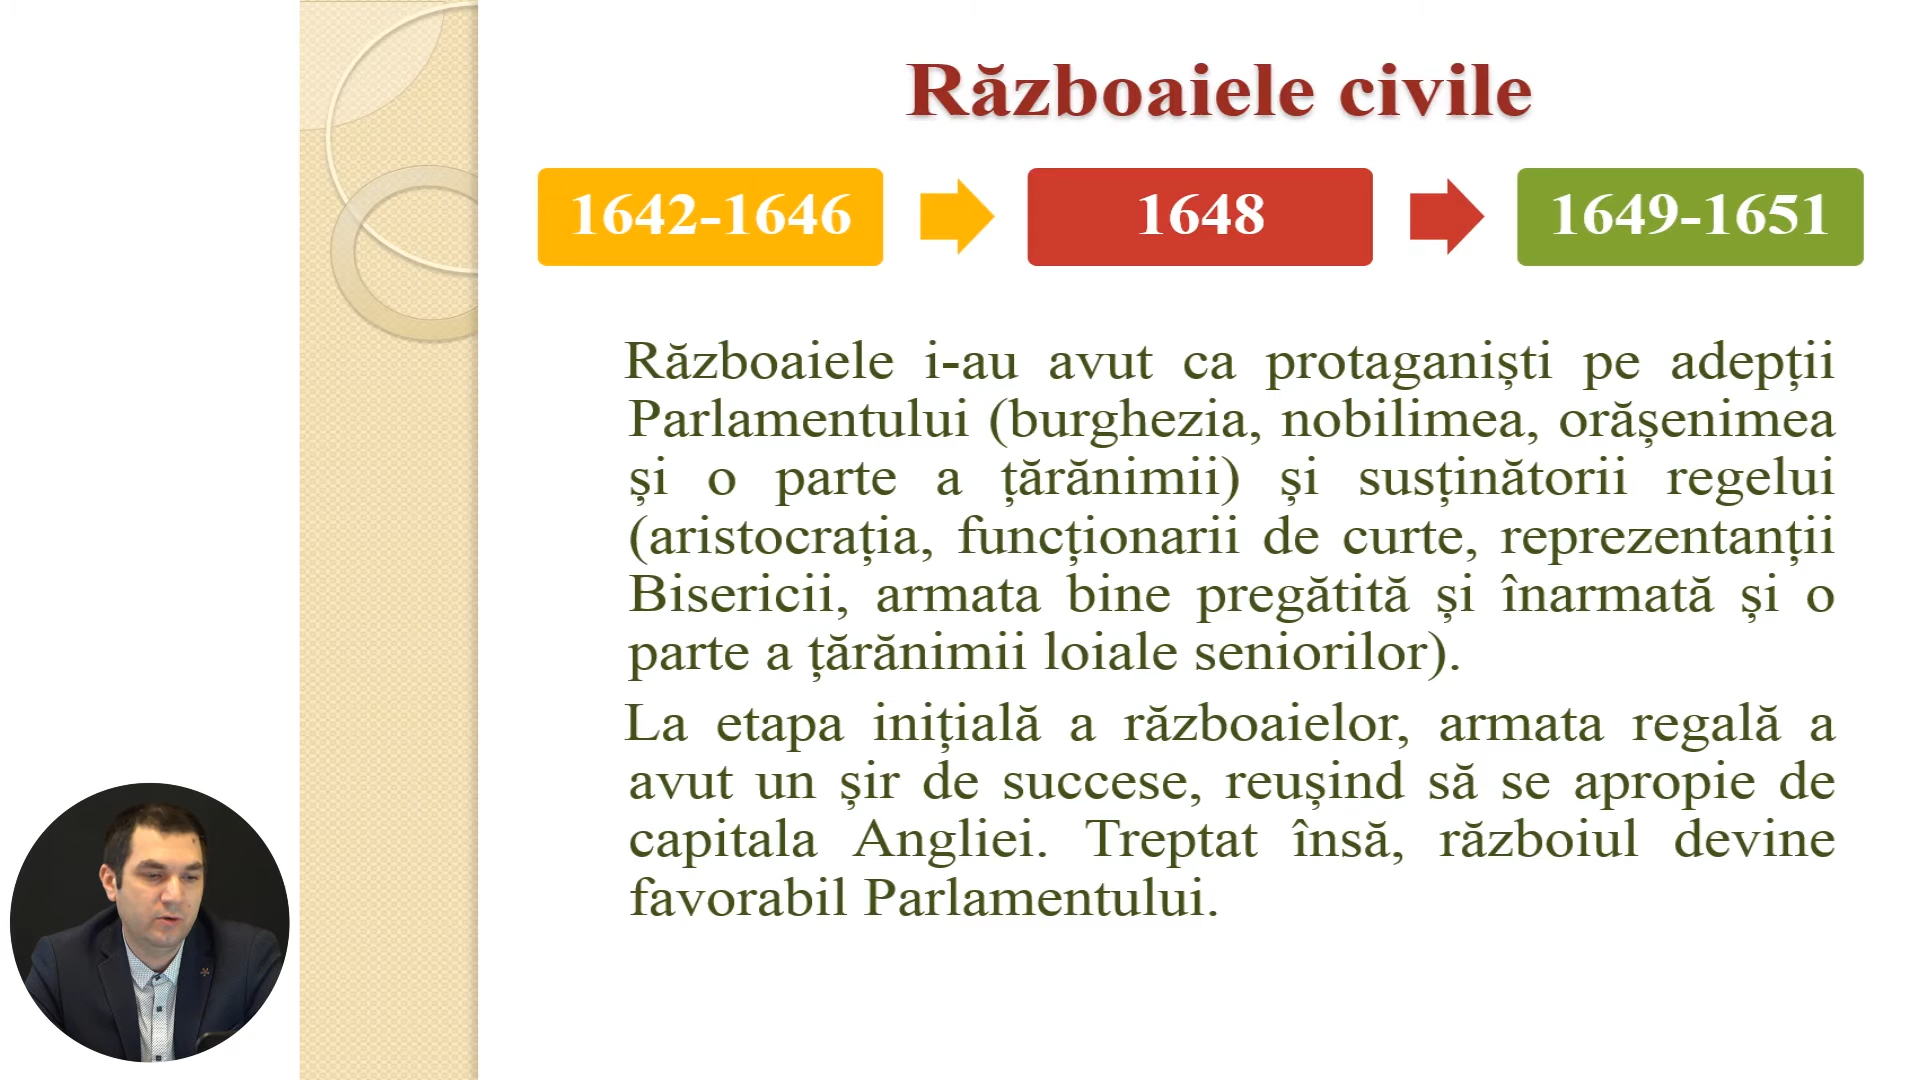 Războaiele civile
1642-1646
1648
1649-1651
Războaiele i-au avut ca protaganiști pe adepții
Parlamentului (burghezia, nobilimea, orășenimea
și o parte a țărănimii) și susținătorii regelui
(aristocrația, funcționarii de curte, reprezentanții
Bisericii, armata bine pregătită și înarmată și o
parte a țărănimii loiale seniorilor).
La etapa inițială a războaielor, armata regală a
avut un șir de succese, reușind să se apropie de
capitala Angliei. Treptat însă, războiul devine
favorabil Parlamentului.